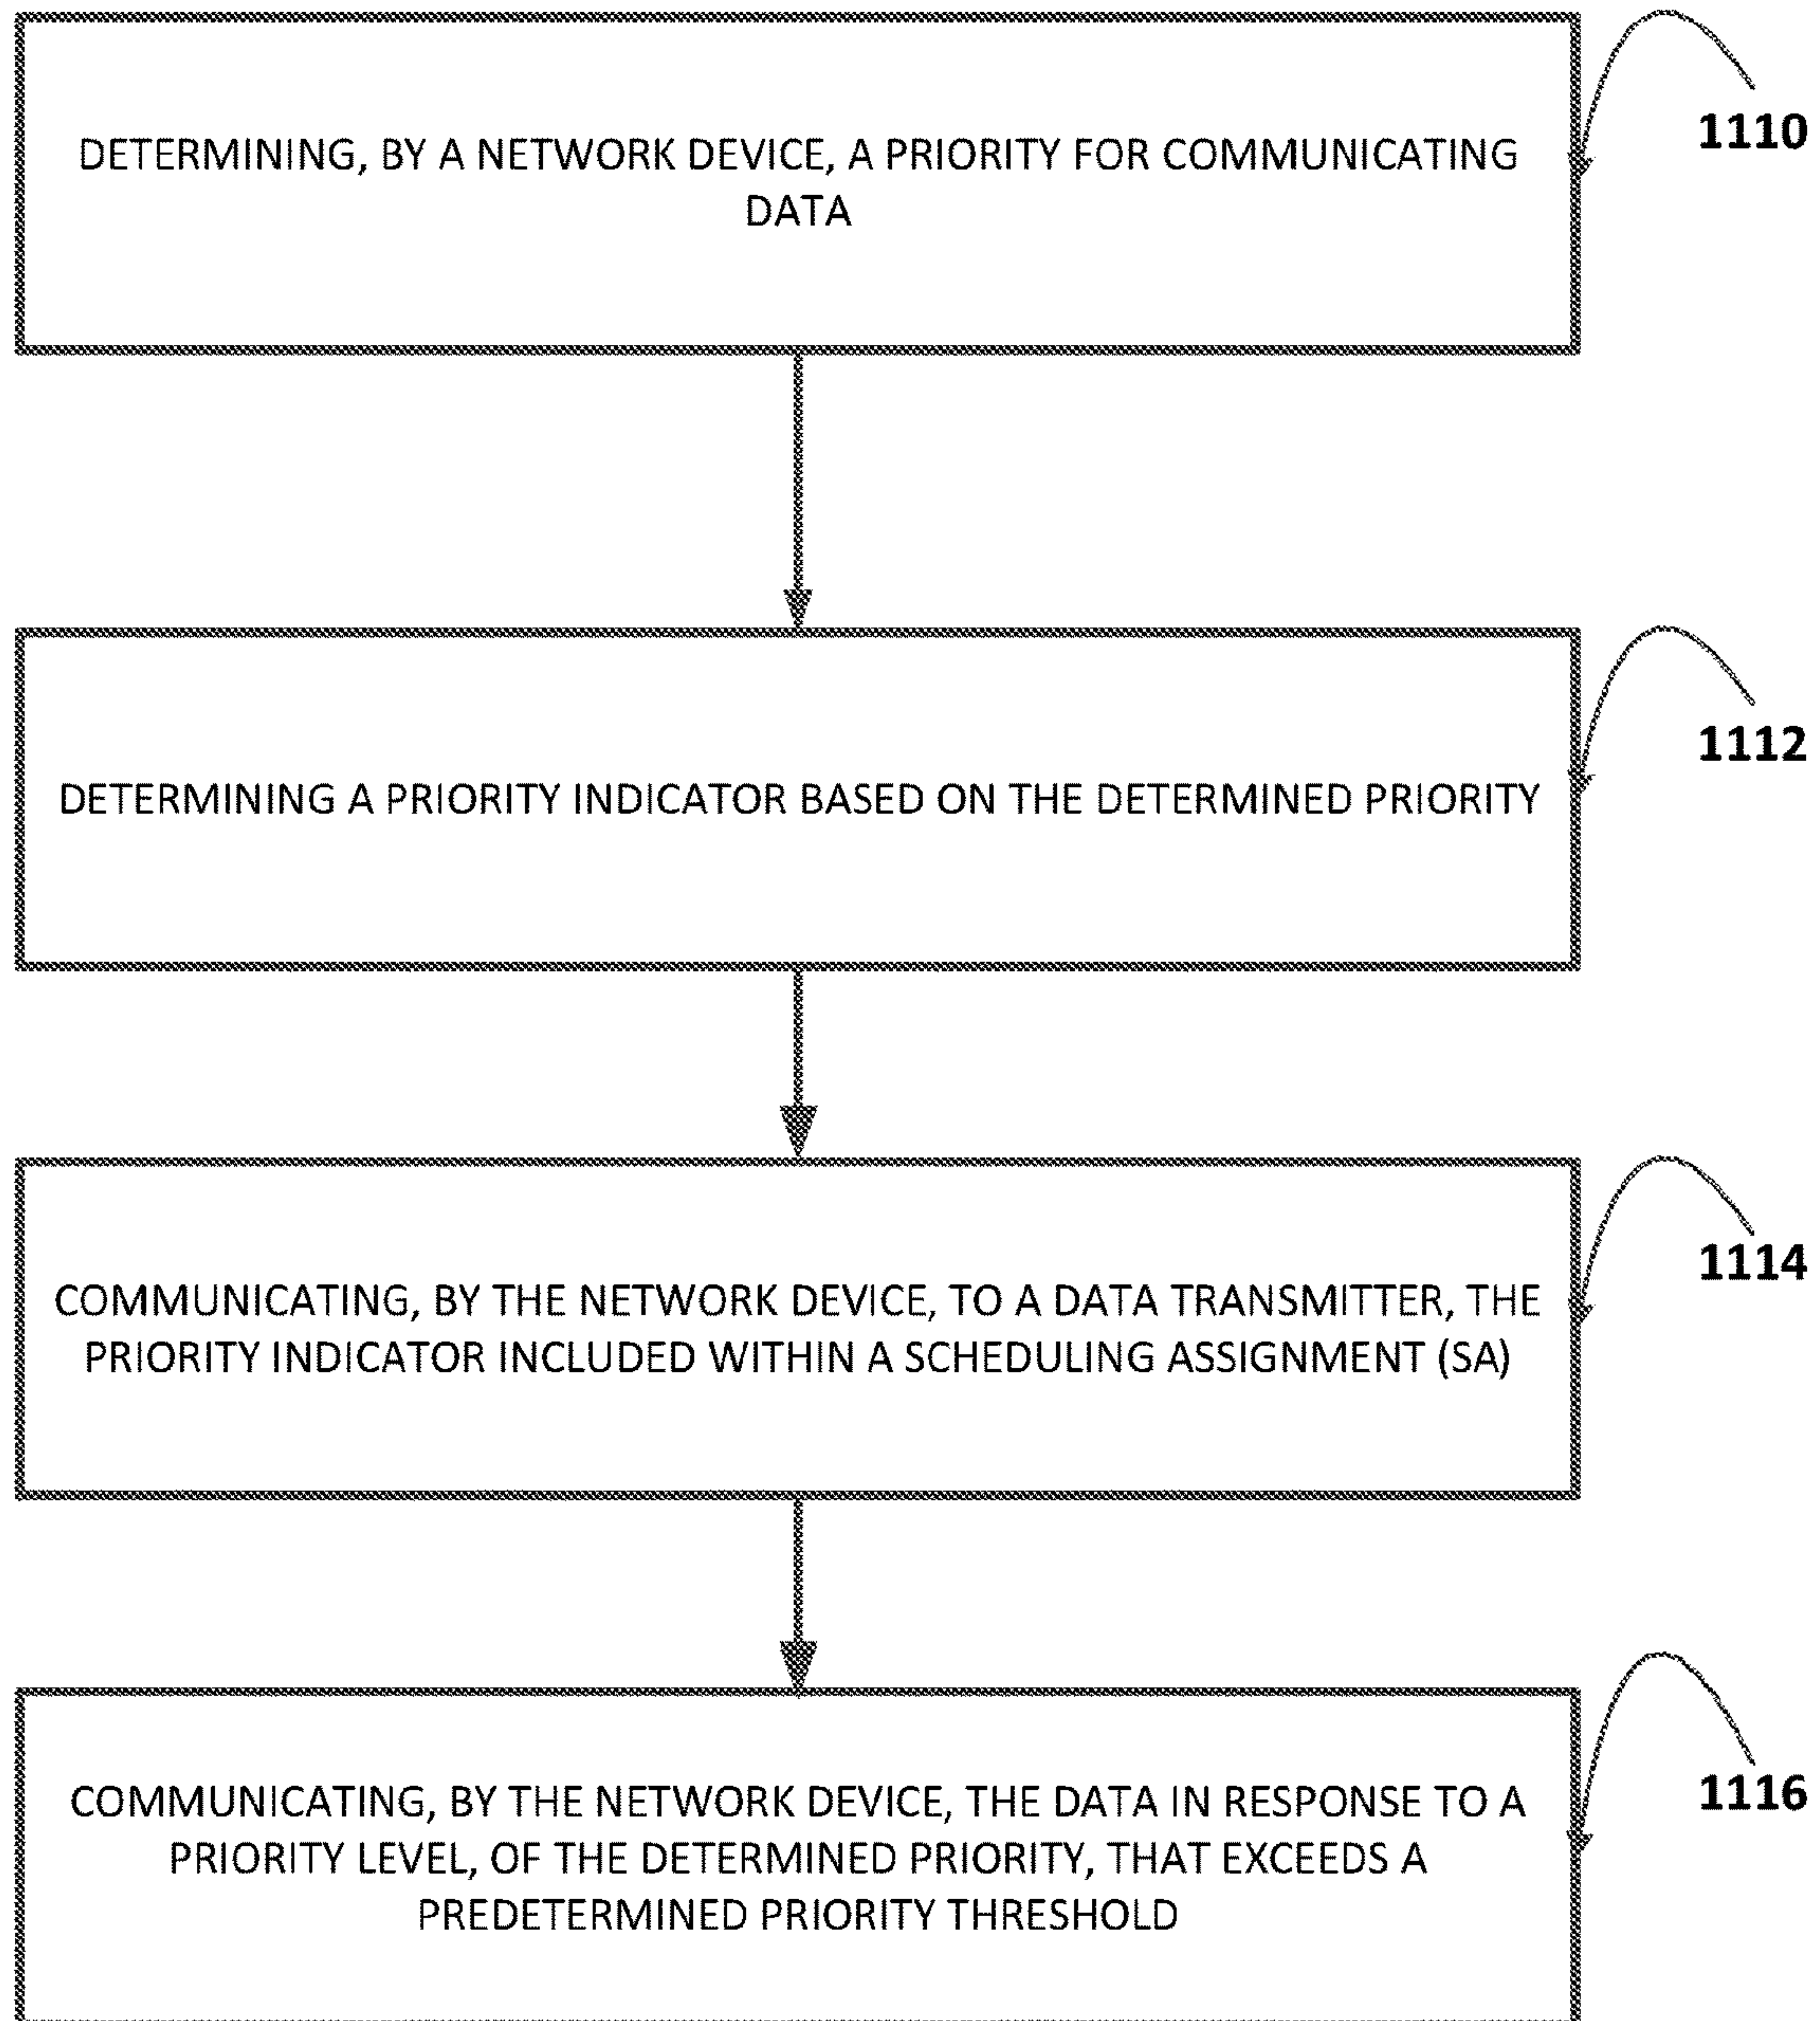 DETERMINING, BY A NETWORK DEVICE, A PRIORITY FOR COMMUNICATING
DATA
1110
DETERMINING A PRIORITY INDICATOR BASED ON THE DETERMINED PRIORITY
1112
COMMUNICATING, BY THE NETWORK DEVICE, TO A DATA TRANSMITTER, THE
PRIORITY INDICATOR INCLUDED WITHIN A SCHEDULING ASSIGNMENT (SA)
1114
COMMUNICATING, BY THE NETWORK DEVICE, THE DATA IN RESPONSE TO A
PRIORITY LEVEL, OF THE DETERMINED PRIORITY, THAT EXCEEDS A
PREDETERMINED PRIORITY THRESHOLD
1116